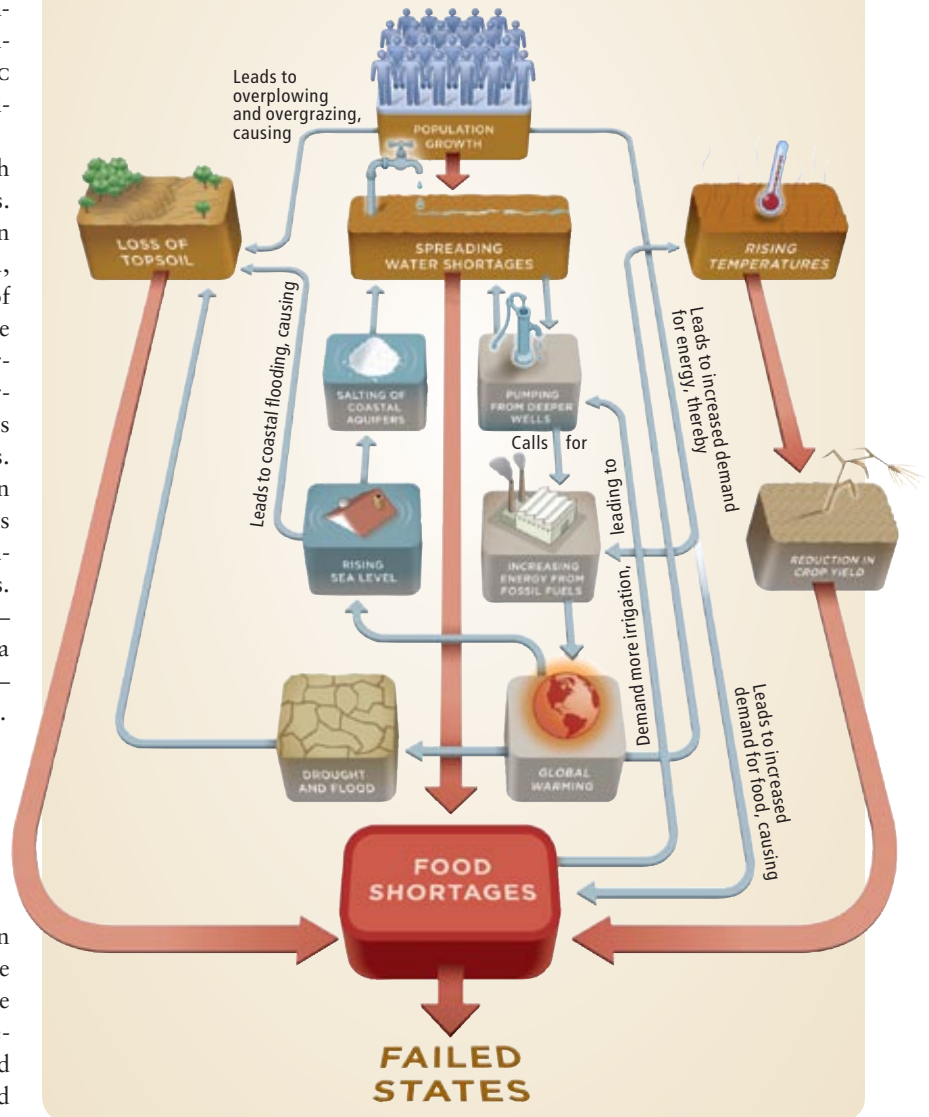 Leads to
overplowing
and overgrazing,
causing
POPULATION
GROWTH
LOSS OF
TOPSOIL
SPREADING
WATER SHORTAGES
RISING
TEMPERATURES
Leads to coastal flooding, causing
SALTING OF
COASTAL
AQUIFERS
PUMPING
FROM DEEPER
WELLS
Leads to increased demand
for energy, thereby
Calls for
RISING
SEA LEVEL
INCREASING
ENERGY FROM
FOSSIL FUELS
REDUCTION IN
CROP YIELD
Demand more irrigation, leading to
DROUGHT
AND FLOOD
GLOBAL
WARMING
Leads to increased
demand for food, causing
FOOD
SHORTAGES
FAILED
STATES